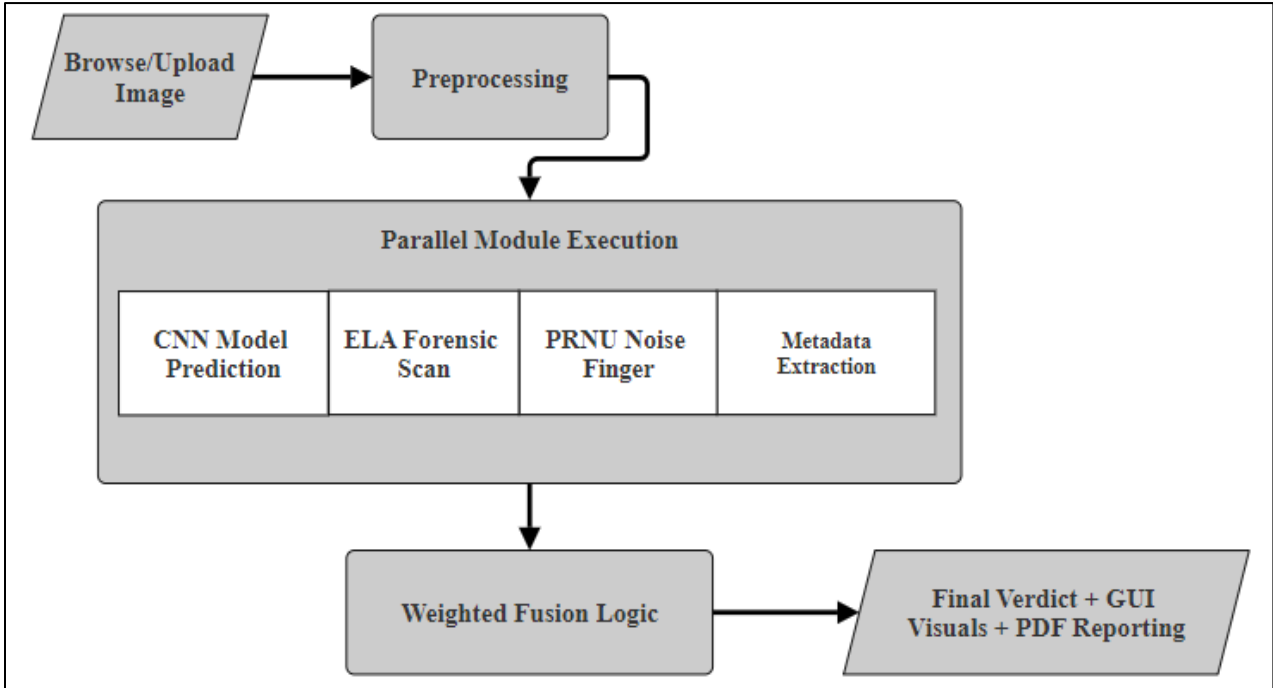 Browse/Upload
Image
Preprocessing
Parallel Module Execution
CNN Model
Prediction
ELA Forensic
Scan
PRNU Noise
Finger
Metadata
Extraction
Weighted Fusion Logic
Final Verdict + GUI
Visuals + PDF Reporting